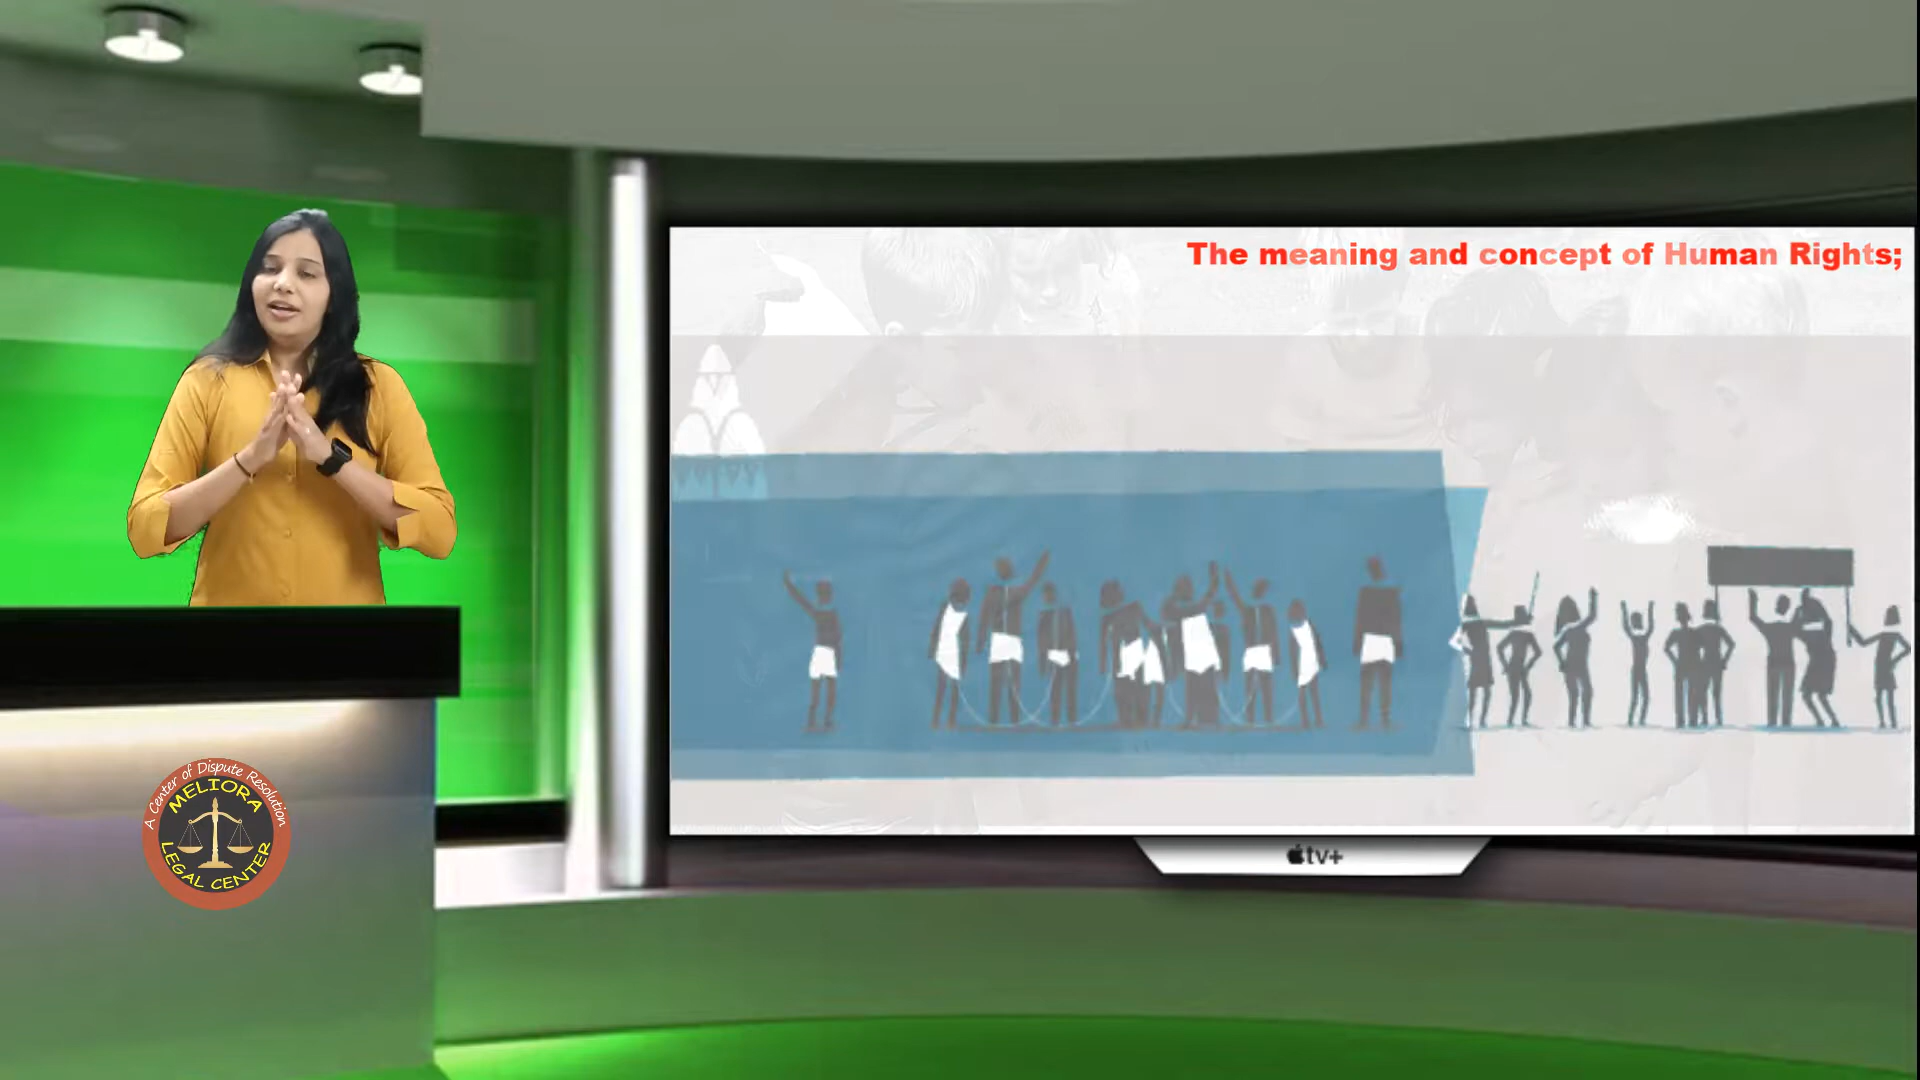 The meaning and concept of Human Rights;
A Center of Dispute Resolution
MELIORA
LEGAL CENTER
tv+